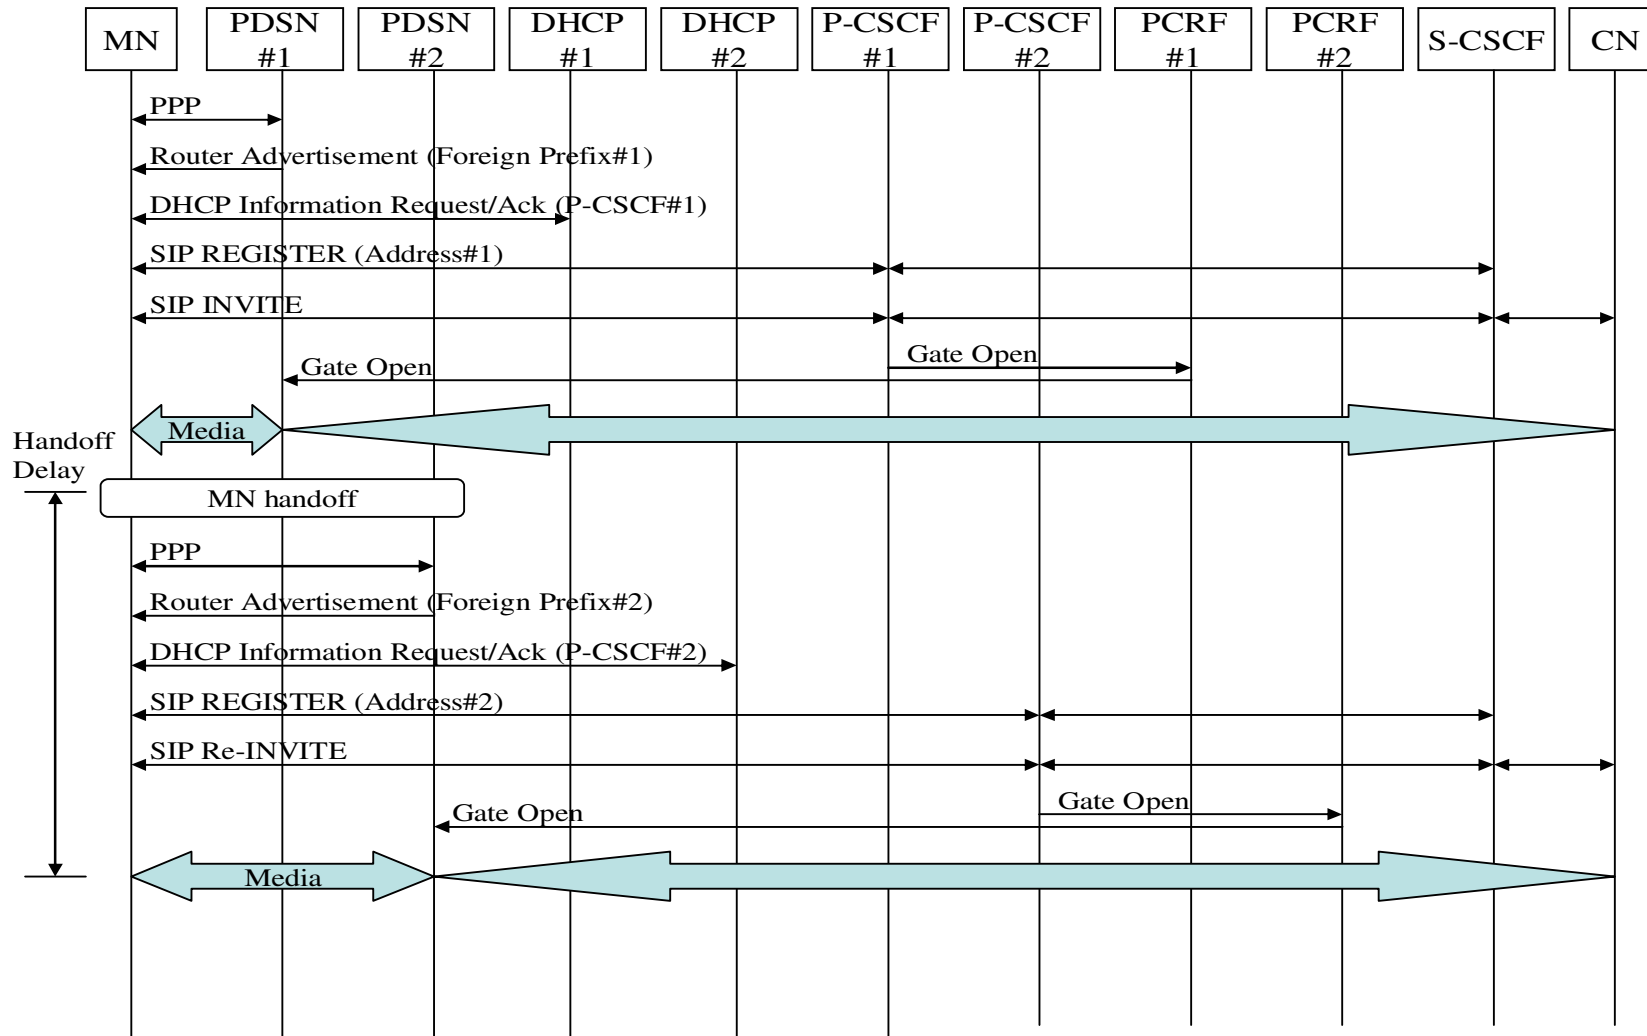 MN
PDSN
#1
PDSN
#2
DHCP
#1
DHCP
#2
P-CSCF
#1
P-CSCF
#2
PCRF
#1
PCRF
#2
S-CSCF
CN
PPP
Router Advertisement (Foreign Prefix#1)
DHCP Information Request/Ack (P-CSCF#1)
SIP REGISTER (Address#1)
SIP INVITE
Gate Open
Gate Open
Media
Handoff
Delay
MN handoff
PPP
Router Advertisement (Foreign Prefix#2)
DHCP Information Request/Ack (P-CSCF#2)
SIP REGISTER (Address#2)
SIP Re-INVITE
Gate Open
Gate Open
Media